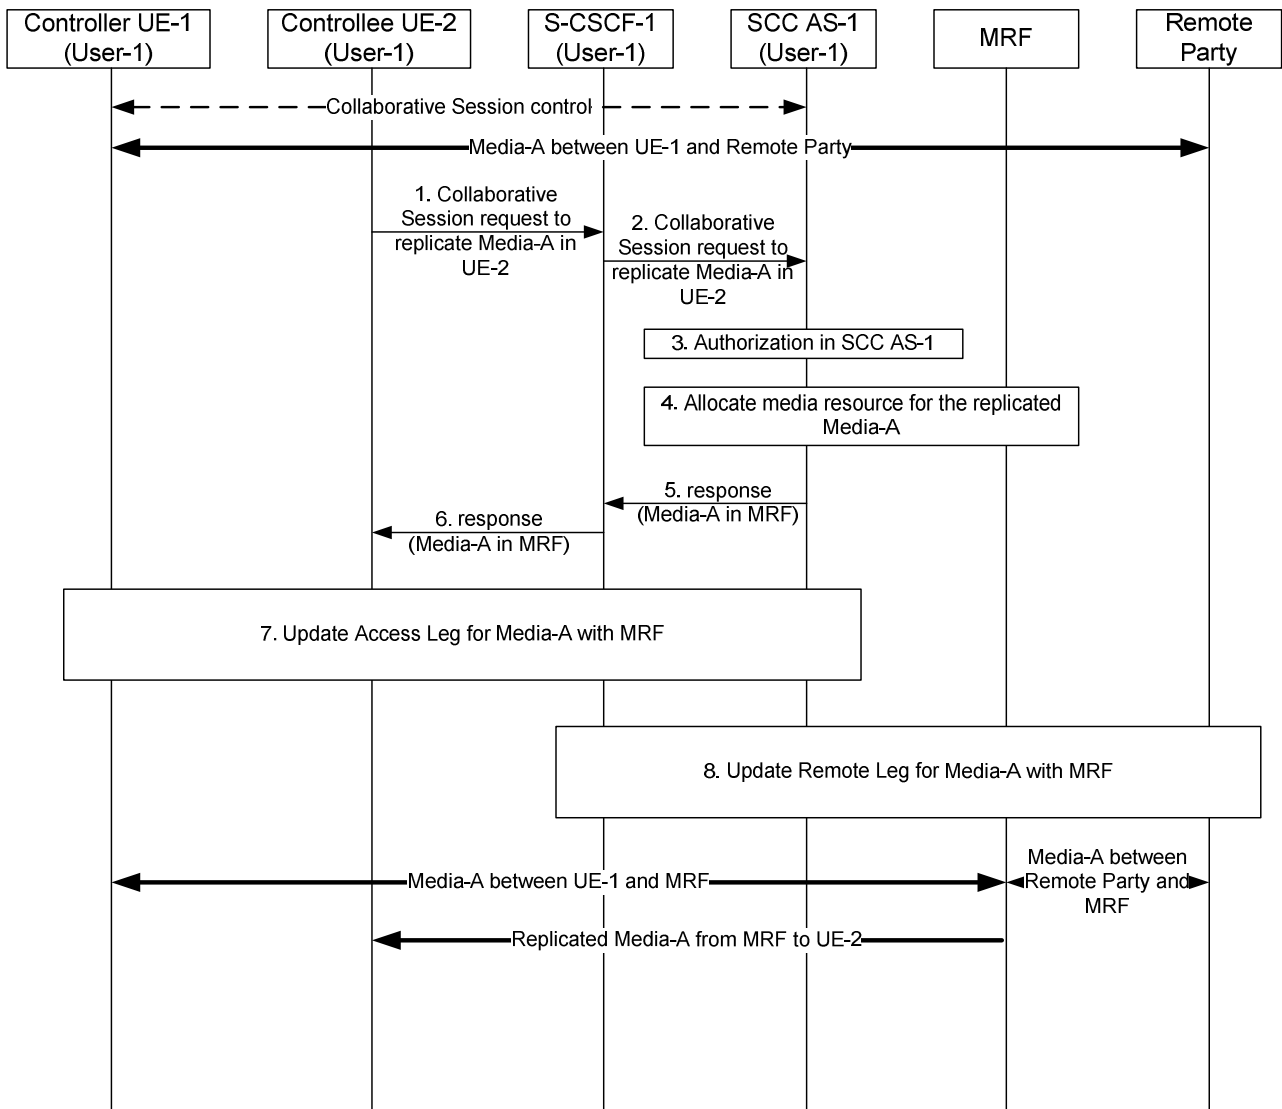 Controller UE-1
(User-1)
Controllee UE-2
(User-1)
S-CSCF-1
(User-1)
SCC AS-1
(User-1)
MRF
Remote
Party
Collaborative Session control
Media-A between UE-1 and Remote Party
1. Collaborative
Session request to
replicate Media-A in
UE-2
2. Collaborative
Session request to
replicate Media-A in
UE-2
3. Authorization in SCC AS-1
4. Allocate media resource for the replicated
Media-A
5. response
(Media-A in MRF)
6. response
(Media-A in MRF)
7. Update Access Leg for Media-A with MRF
8. Update Remote Leg for Media-A with MRF
Media-A between UE-1 and MRF
Media-A between
Remote Party and
MRF
Replicated Media-A from MRF to UE-2